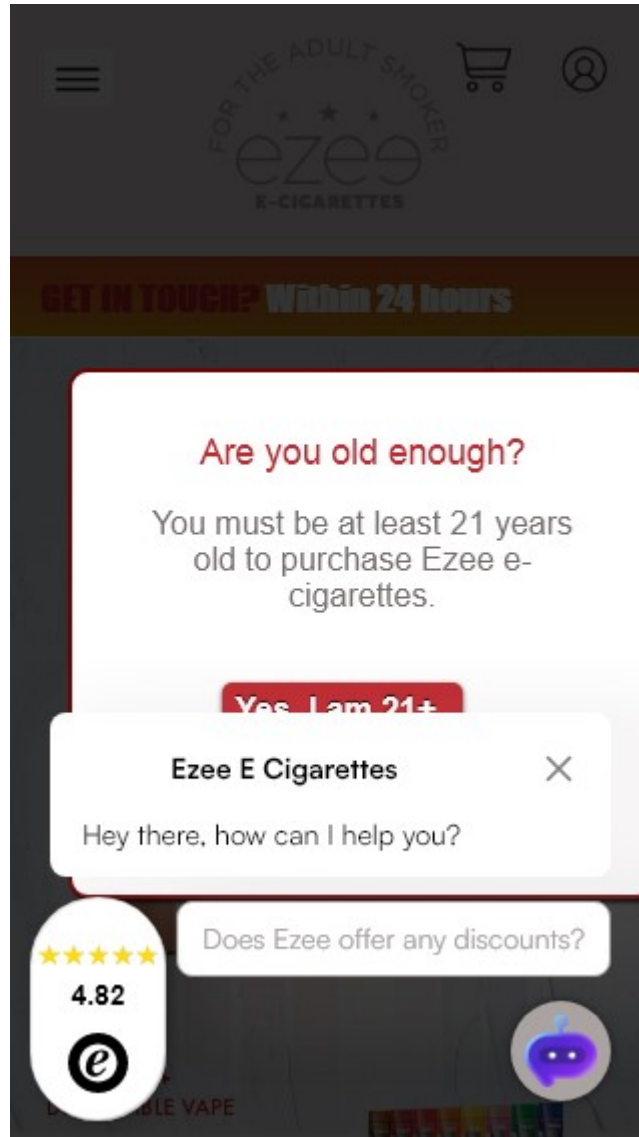 FOR THE ADULT SMOKER
ezee
E-CIGARETTES
GET IN TOUCH? Within 24 hours
Are you old enough?
You must be at least 21 years
old to purchase Ezee e-
cigarettes.
Yes, I am 21+
Ezee E Cigarettes
Hey there, how can I help you?
Does Ezee offer any discounts?
4.82
e
VAPE